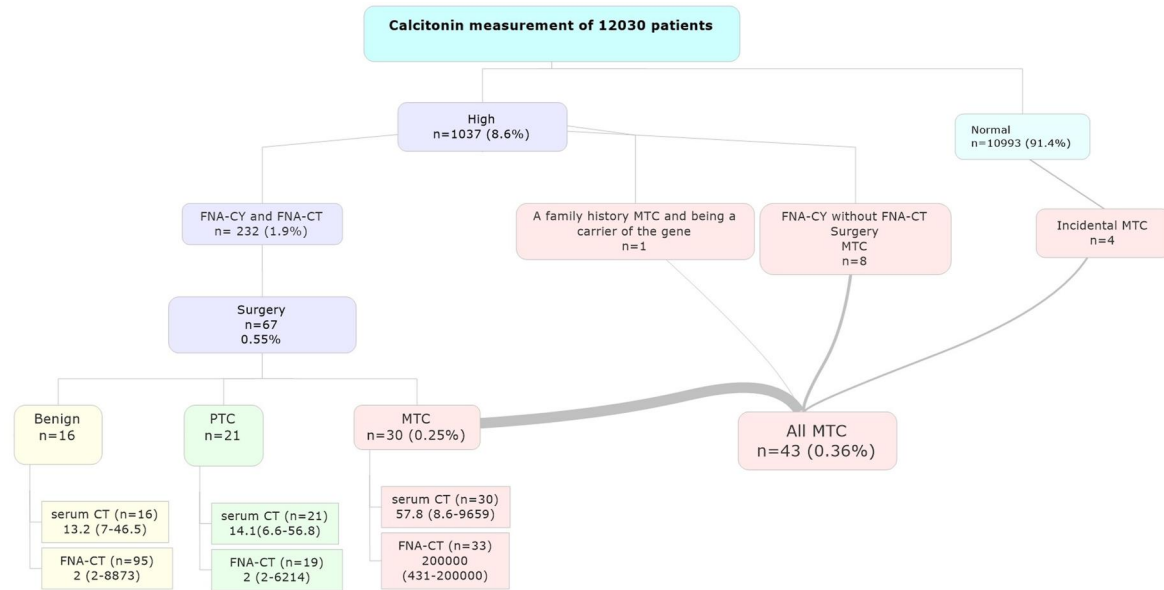 Calcitonin measurement of 12030 patients
High
n=1037 (8.6%)
Normal
n=10993 (91.4%)
FNA-CY and FNA-CT
n= 232 (1.9%)
A family history MTC and being a
carrier of the gene
n=1
FNA-CY without FNA-CT
Surgery
MTC
n=8
Incidental MTC
n=4
Surgery
n=67
0.55%
Benign
n=16
PTC
n=21
MTC
n=30 (0.25%)
All MTC
n=43 (0.36%)
serum CT (n=16)
13.2 (7-46.5)
FNA-CT (n=95)
2 (2-8873)
serum CT (n=21)
14.1(6.6-56.8)
FNA-CT (n=19)
2 (2-6214)
serum CT (n=30)
57.8 (8.6-9659)
FNA-CT (n=33)
200000
(431-200000)